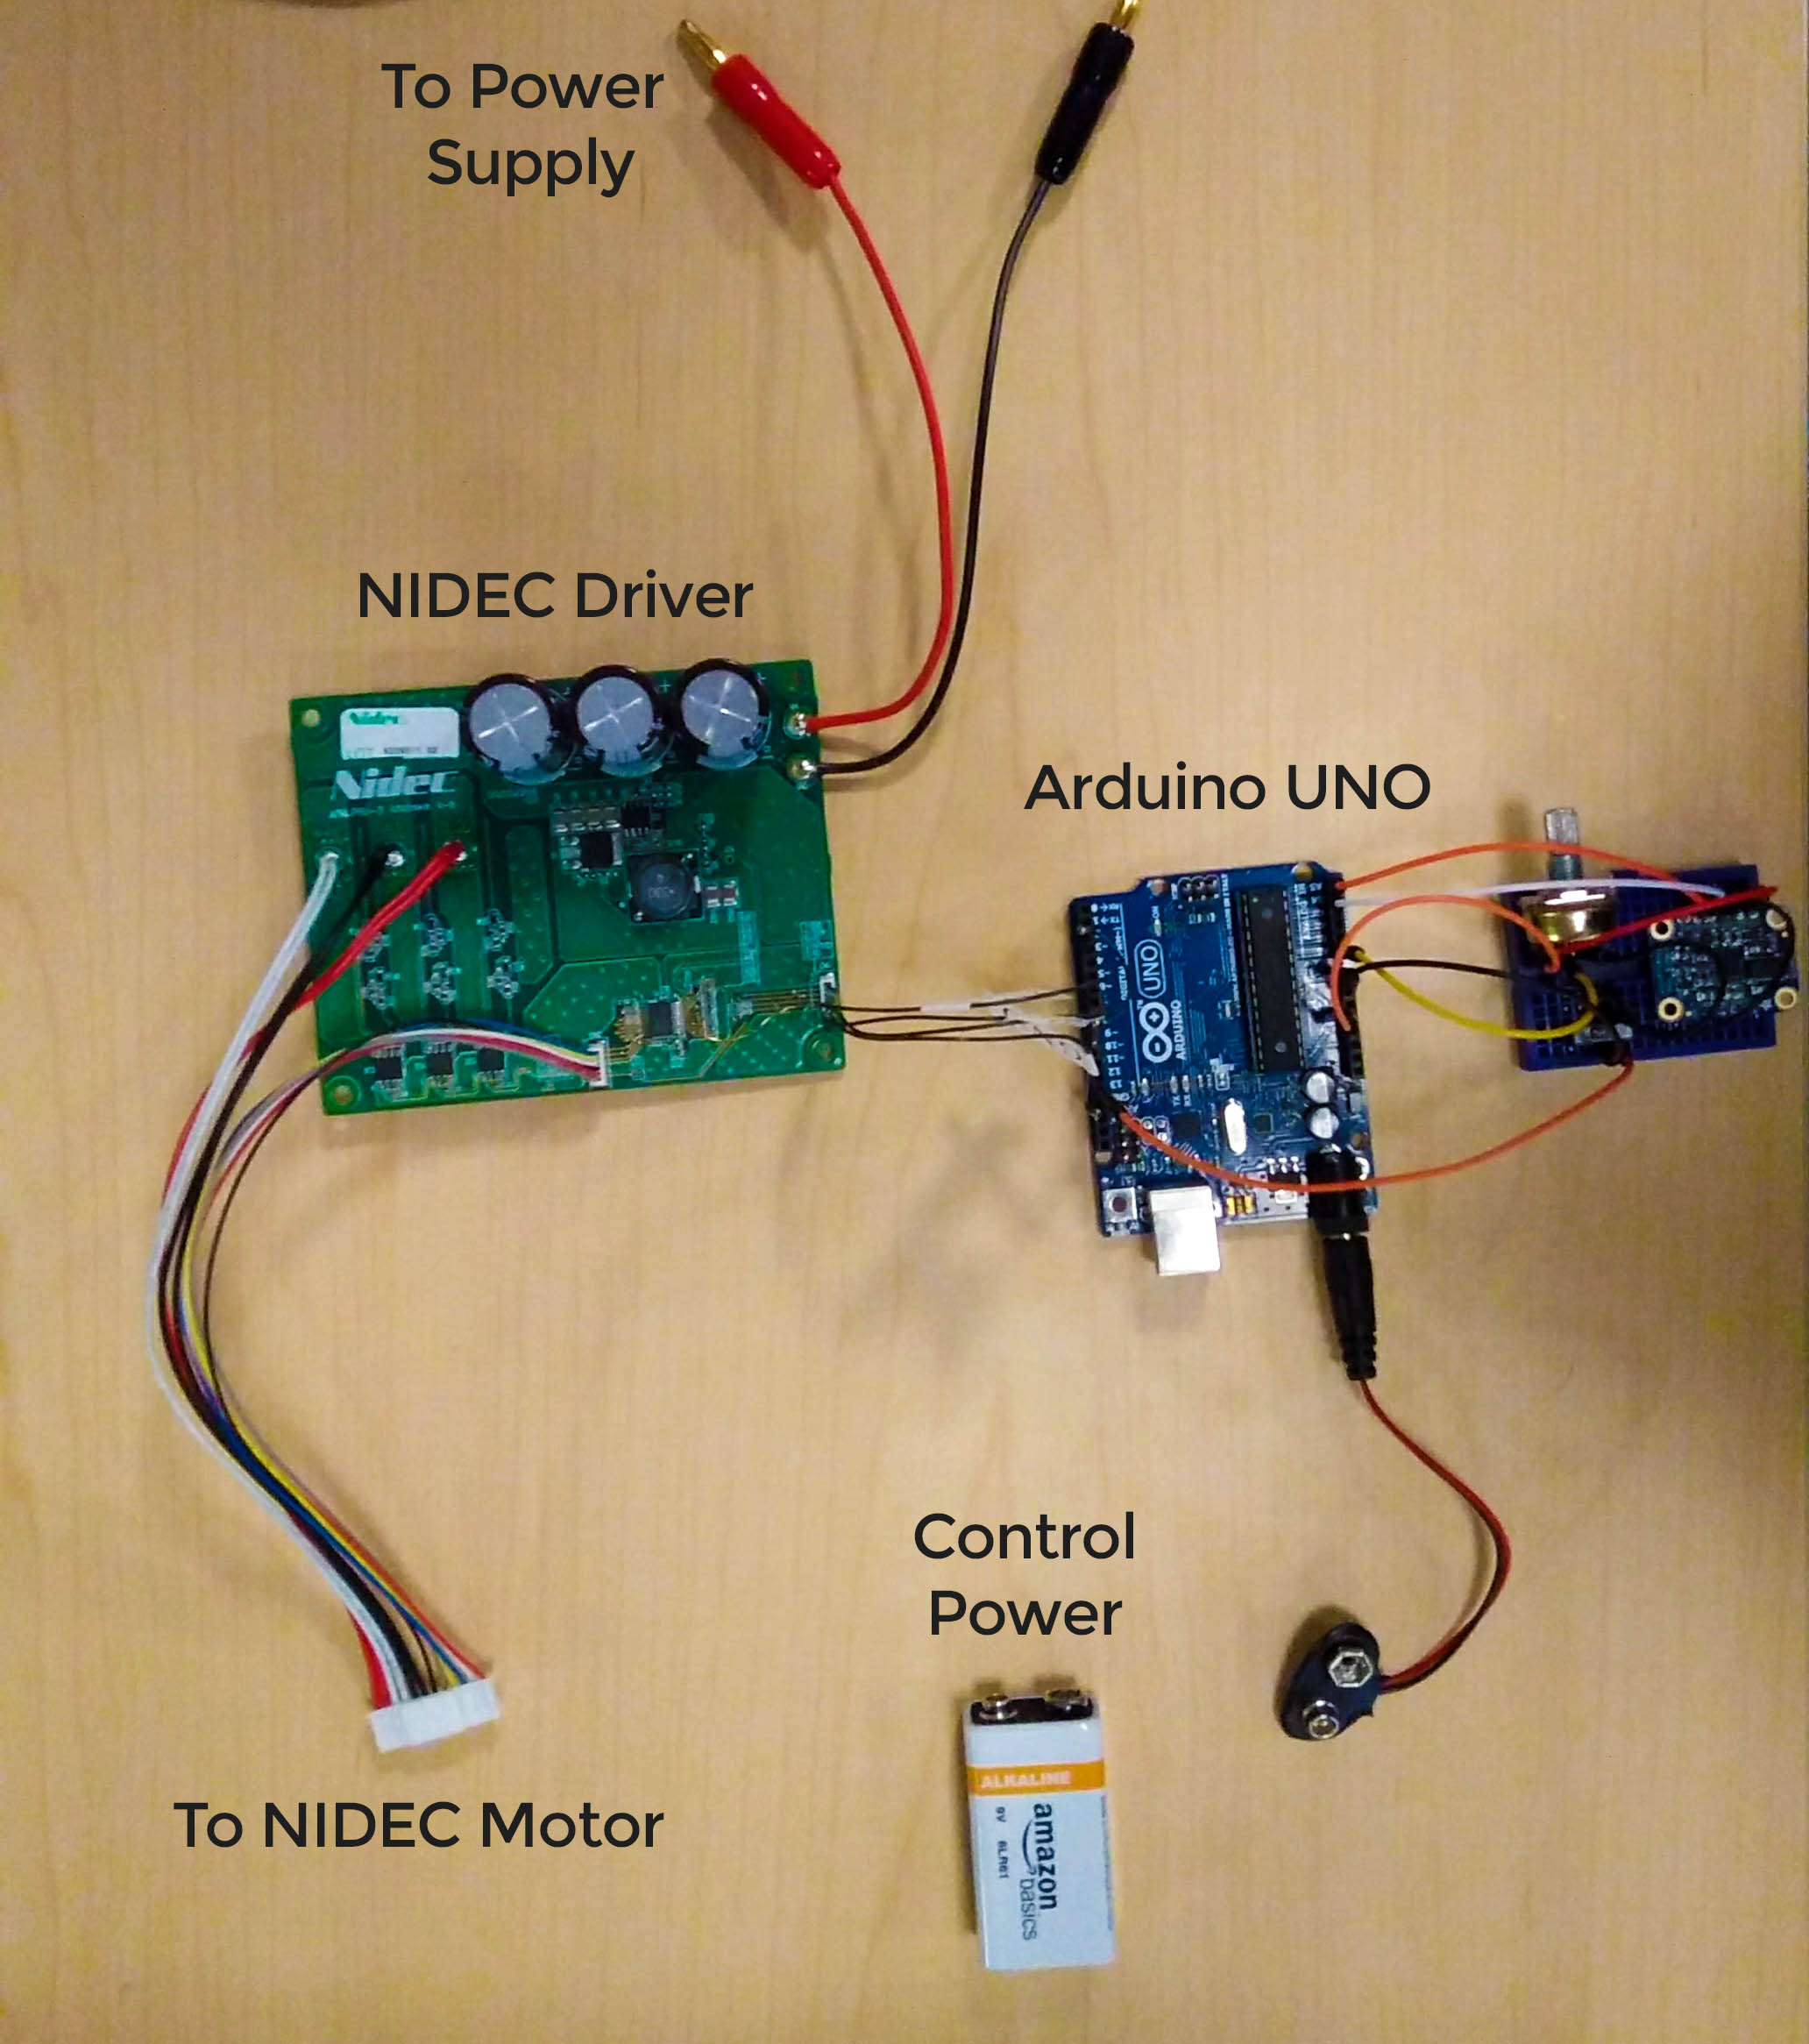 To Power
Supply
NIDEC Driver
Nidec
Nidec
Arduino UNO
UNO
ARDUINO
Control
Power
ALKALINE
amazon
basics
9V 6LR61
To NIDEC Motor